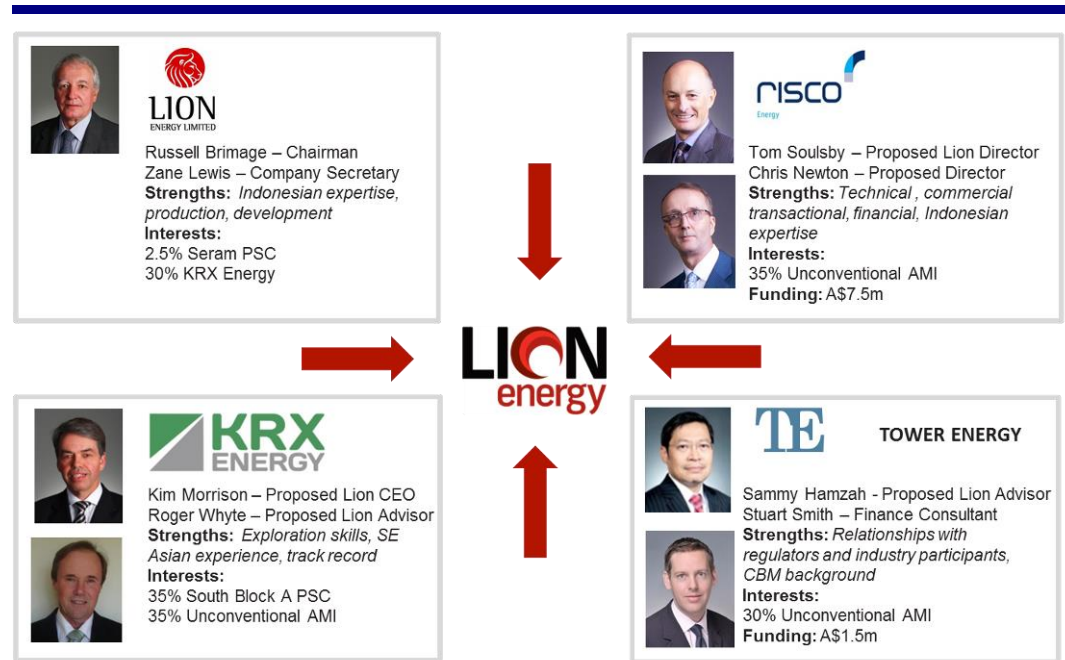 LION
ENERGY LIMITED
Russell Brimage – Chairman
Zane Lewis – Company Secretary
Strengths: Indonesian expertise,
production, development
Interests:
2.5% Seram PSC
30% KRX Energy
rısco
Energy
Tom Soulsby – Proposed Lion Director
Chris Newton – Proposed Director
Strengths: Technical , commercial
transactional, financial, Indonesian
expertise
Interests:
35% Unconventional AMI
Funding: A$7.5m
LION
energy
KRX
ENERGY
Kim Morrison – Proposed Lion CEO
Roger Whyte – Proposed Lion Advisor
Strengths: Exploration skills, SE
Asian experience, track record
Interests:
35% South Block A PSC
35% Unconventional AMI
TE TOWER ENERGY
Sammy Hamzah - Proposed Lion Advisor
Stuart Smith – Finance Consultant
Strengths: Relationships with
regulators and industry participants,
CBM background
Interests:
30% Unconventional AMI
Funding: A$1.5m